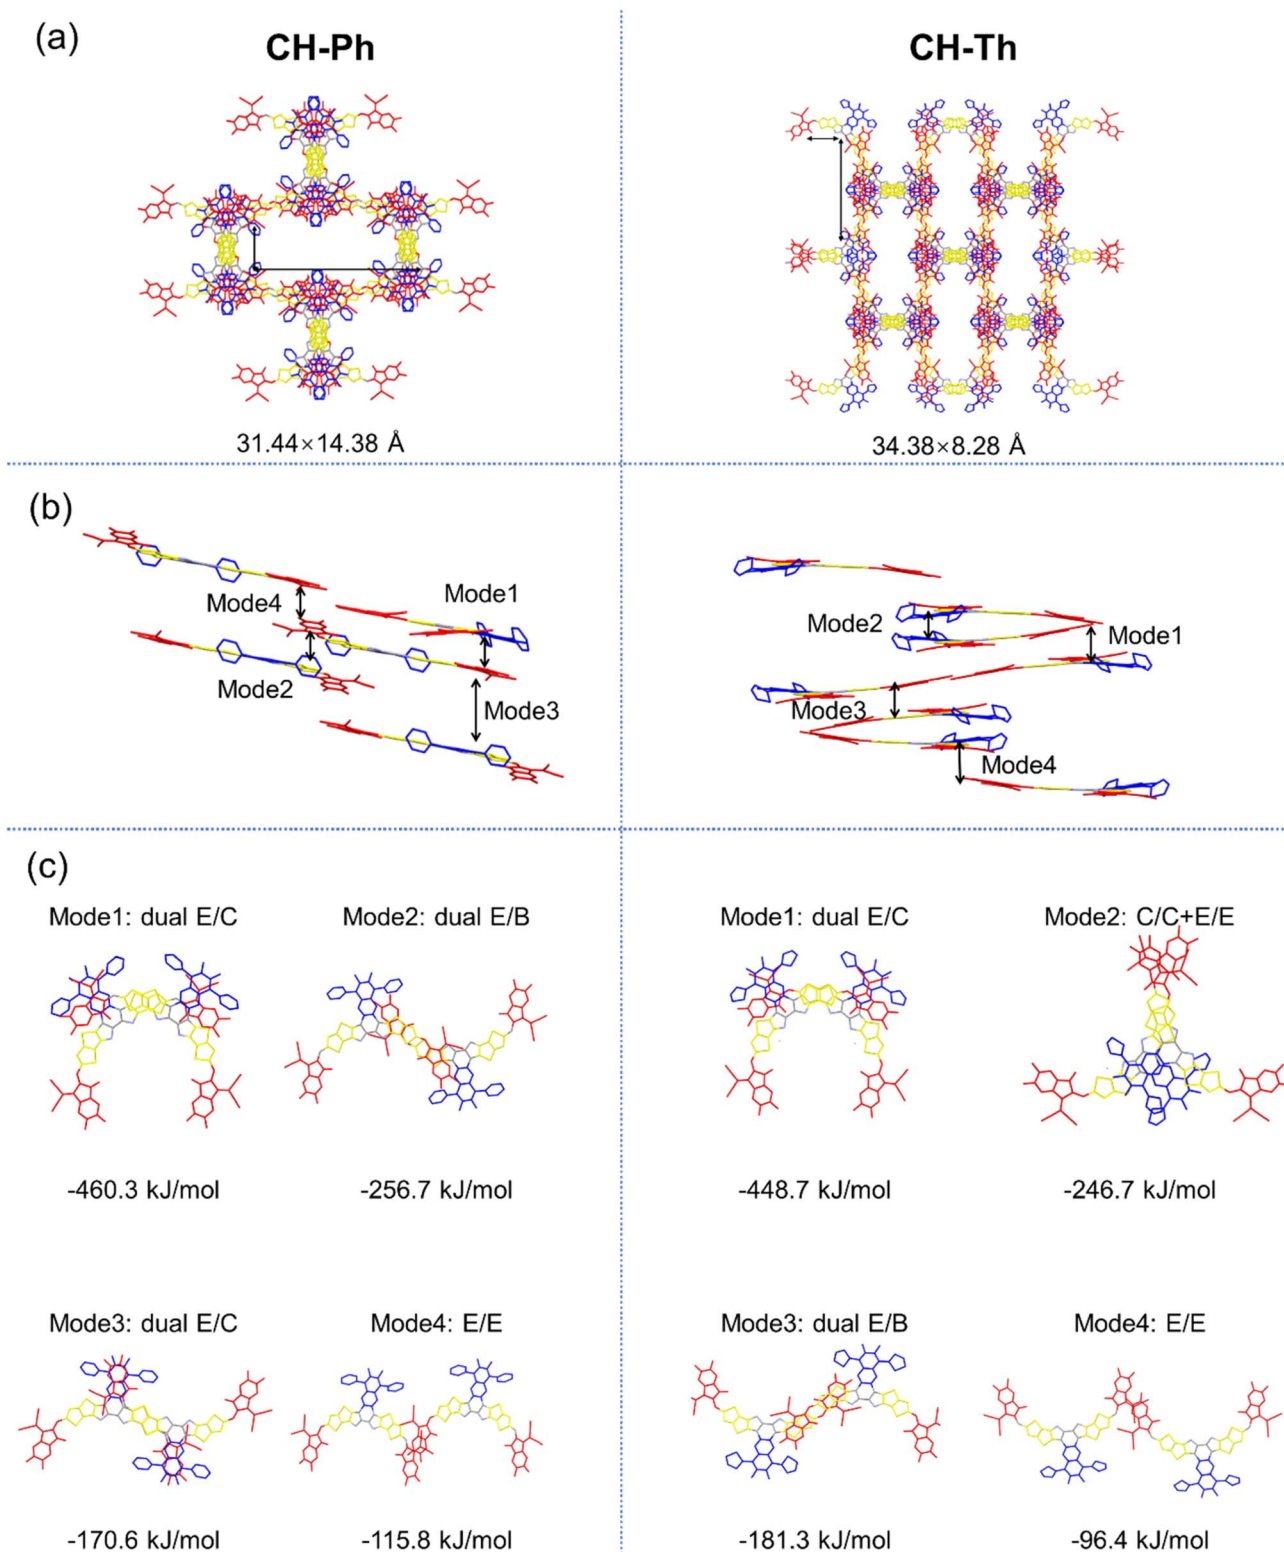 (a)
CH-Ph
CH-Th
31.44×14.38 Å
34.38×8.28 Å
(b)
Mode4
Mode1
Mode2
Mode3
Mode2
Mode1
Mode3
Mode4
(c)
Mode1: dual E/C
Mode2: dual E/B
Mode1: dual E/C
Mode2: C/C+E/E
-460.3 kJ/mol
-256.7 kJ/mol
-448.7 kJ/mol
-246.7 kJ/mol
Mode3: dual E/C
Mode4: E/E
Mode3: dual E/B
Mode4: E/E
-170.6 kJ/mol
-115.8 kJ/mol
-181.3 kJ/mol
-96.4 kJ/mol